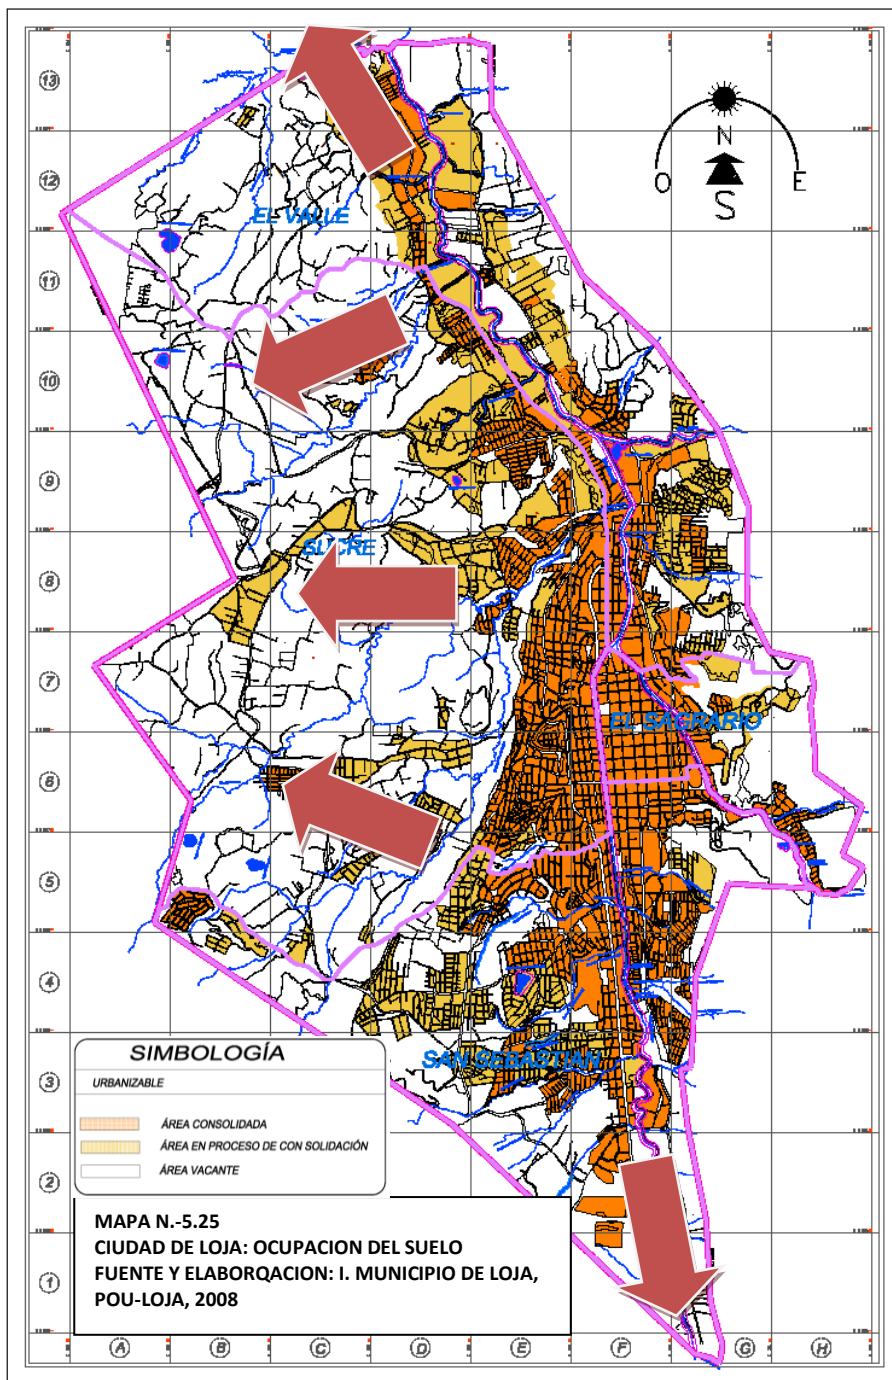 13
12
11
10
9
8
7
6
5
4
3
2
1
N
O
E
S
EL VALLE
SUCRE
EL SAGRARIO
SAN SEBASTIAN
SIMBOLOGÍA
URBANIZABLE
ÁREA CONSOLIDADA
ÁREA EN PROCESO DE CON SOLIDACIÓN
ÁREA VACANTE
MAPA N.-5.25
CIUDAD DE LOJA: OCUPACION DEL SUELO
FUENTE Y ELABORQACION: I. MUNICIPIO DE LOJA,
POU-LOJA, 2008
A B C D E F G H